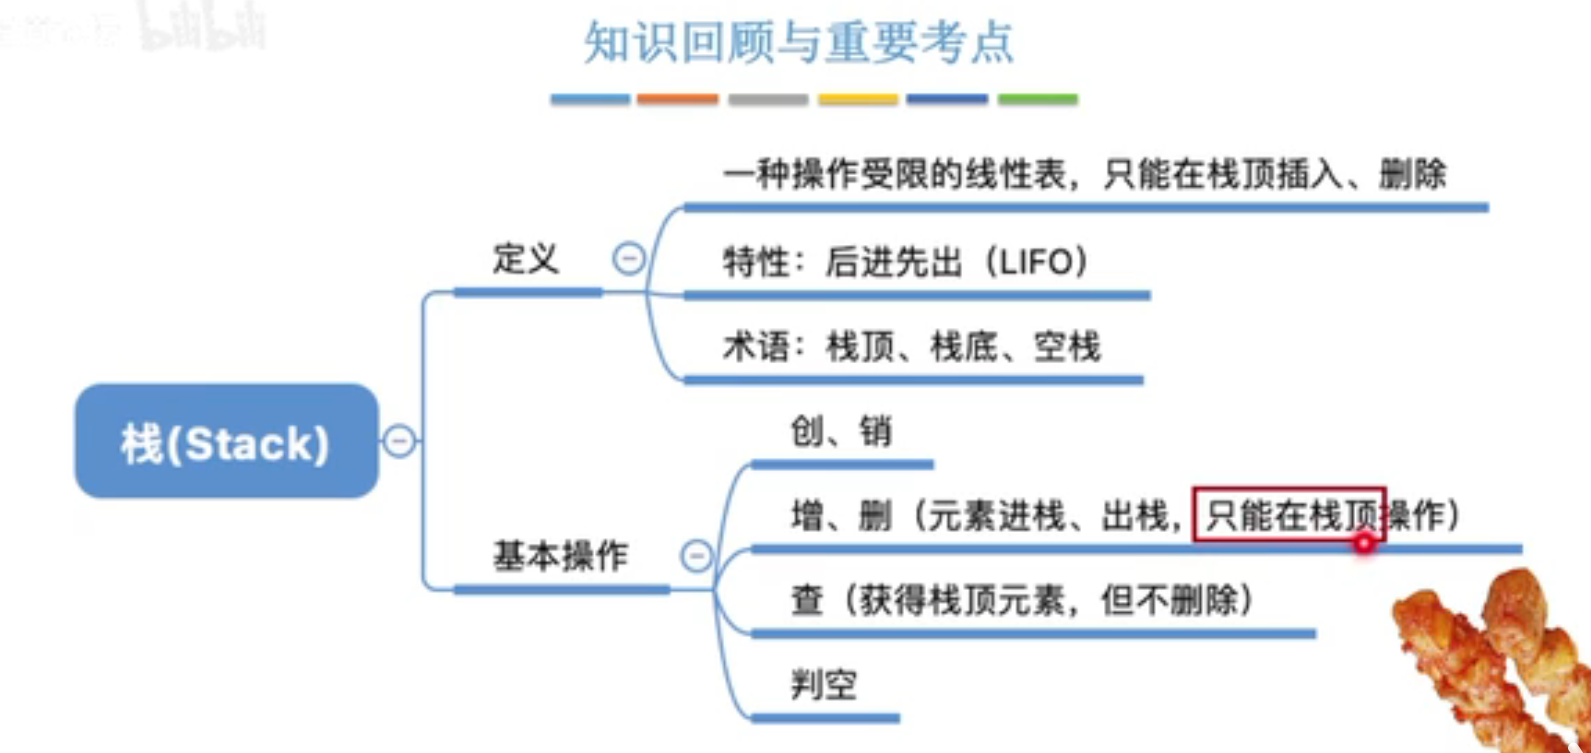 bilibili
知识回顾与重要考点
一种操作受限的线性表，只能在栈顶插入、删除
定义
特性：后进先出（LIFO）
术语：栈顶、栈底、空栈
栈(Stack)
创、销
增、删（元素进栈、出栈，只能在栈顶操作）
基本操作
查（获得栈顶元素，但不删除）
判空